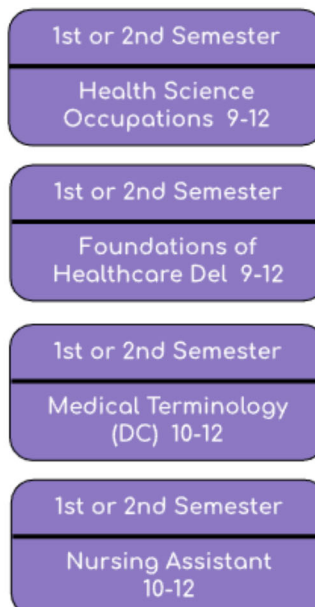 1st or 2nd Semester
Health Science
Occupations 9-12
1st or 2nd Semester
Foundations of
Healthcare Del 9-12
1st or 2nd Semester
Medical Terminology
(DC) 10-12
1st or 2nd Semester
Nursing Assistant
10-12